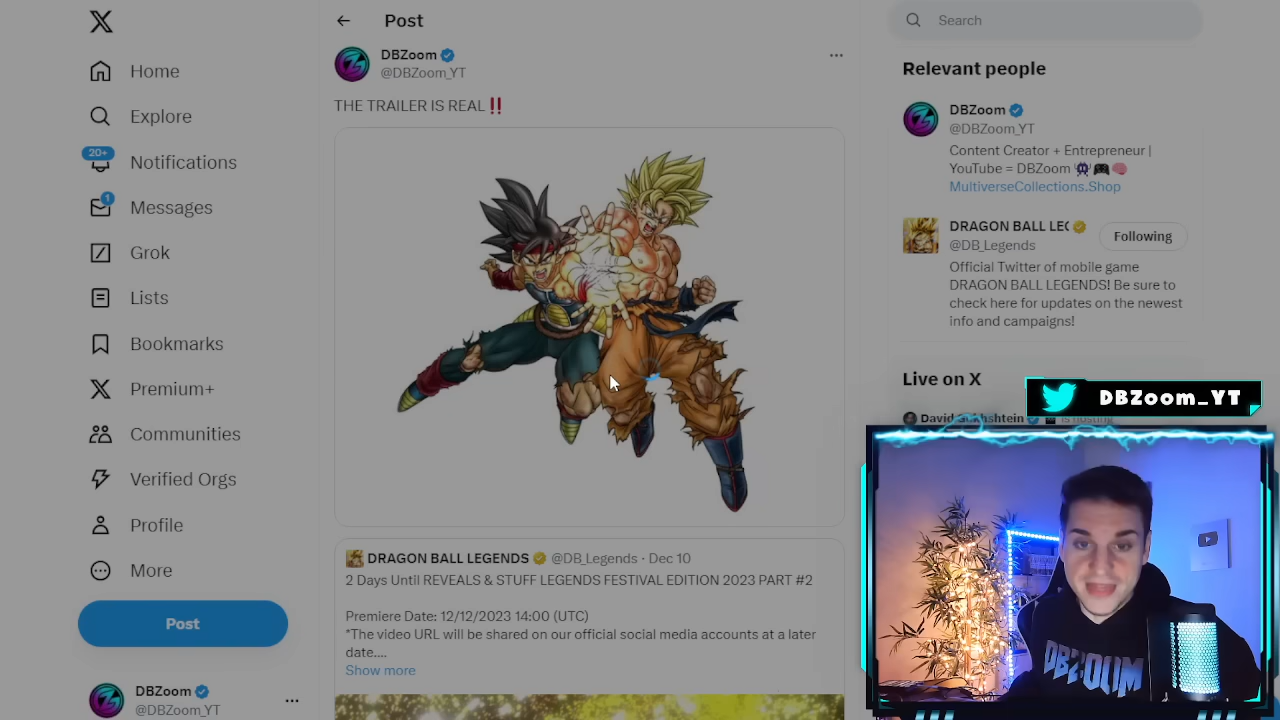 Post
Search
DBZoom
@DBZoom_YT
THE TRAILER IS REAL ‼
Home
Explore
20+
Notifications
1
Messages
Grok
Lists
Bookmarks
Premium+
Communities
Verified Orgs
Profile
More
Post
DBZoom
@DBZoom_YT
DRAGON BALL LEGENDS @DB_Legends · Dec 10
2 Days Until REVEALS & STUFF LEGENDS FESTIVAL EDITION 2023 PART #2
Premiere Date: 12/12/2023 14:00 (UTC)
*The video URL will be shared on our official social media accounts at a later
date....
Show more
Relevant people
DBZoom
@DBZoom_YT
Content Creator + Entrepreneur |
YouTube = DBZoom
MultiverseCollections.Shop
DRAGON BALL LEG
@DB_Legends
Following
Official Twitter of mobile game
DRAGON BALL LEGENDS! Be sure to
check here for updates on the newest
info and campaigns!
Live on X
DBZoom_YT
David
is hosting
DBZOOM